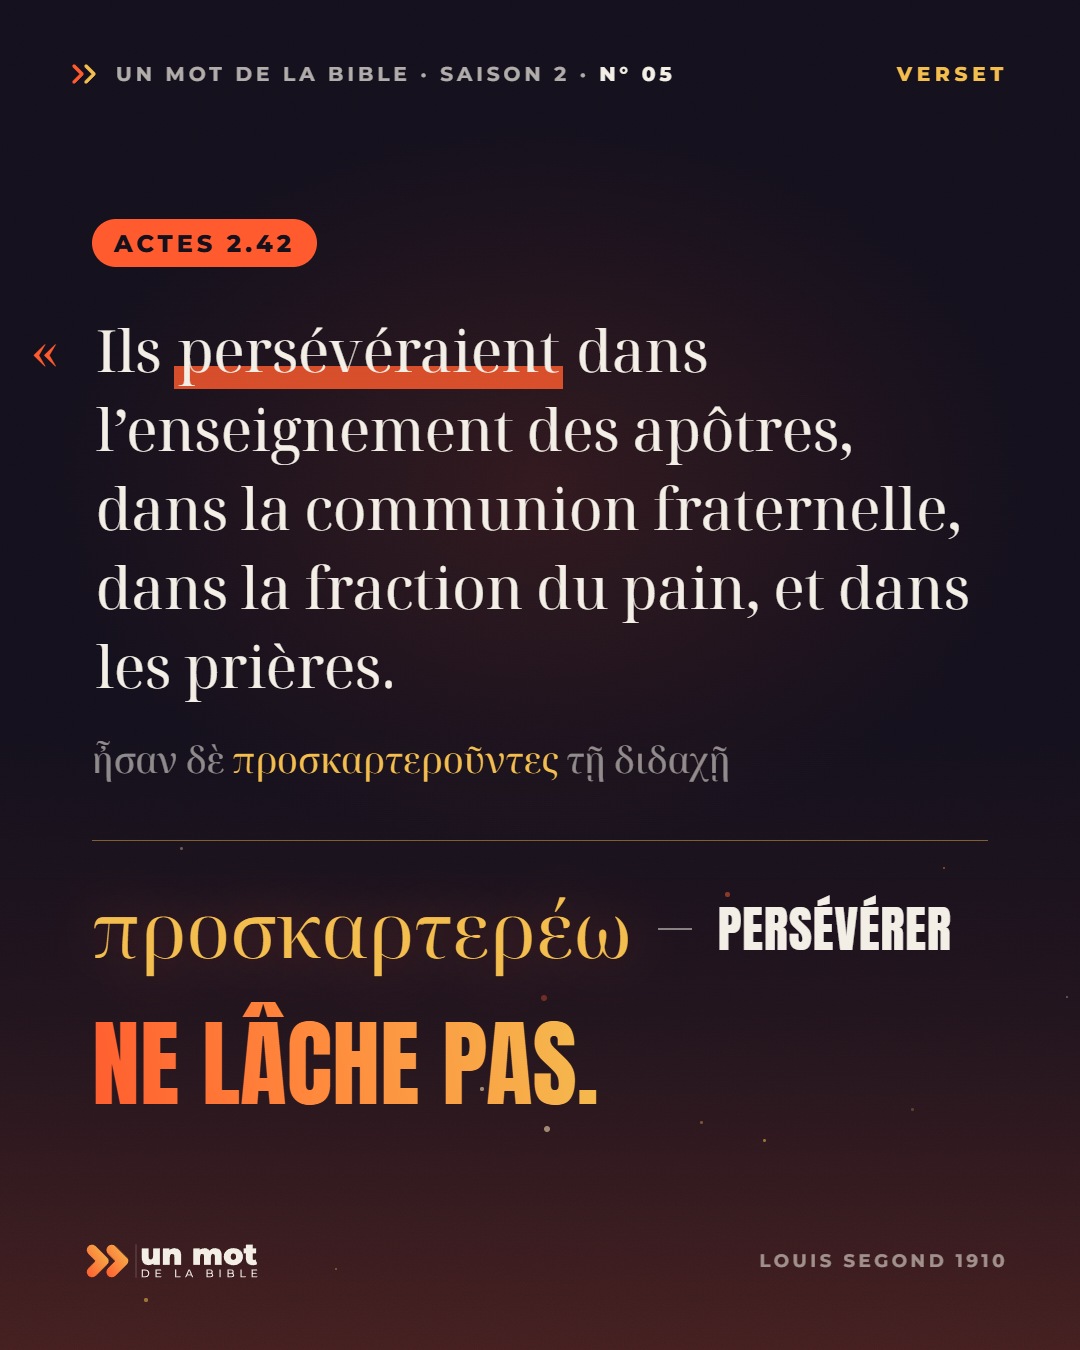 UN MOT DE LA BIBLE · SAISON 2 · N° 05
VERSET
ACTES 2.42
« Ils persévéraient dans
l’enseignement des apôtres,
dans la communion fraternelle,
dans la fraction du pain, et dans
les prières.
ἦσαν δὲ προσκαρτεροῦντες τῇ διδαχῇ
προσκαρτερέω — PERSÉVÉRER
NE LÂCHE PAS.
un mot
DE LA BIBLE
LOUIS SEGOND 1910